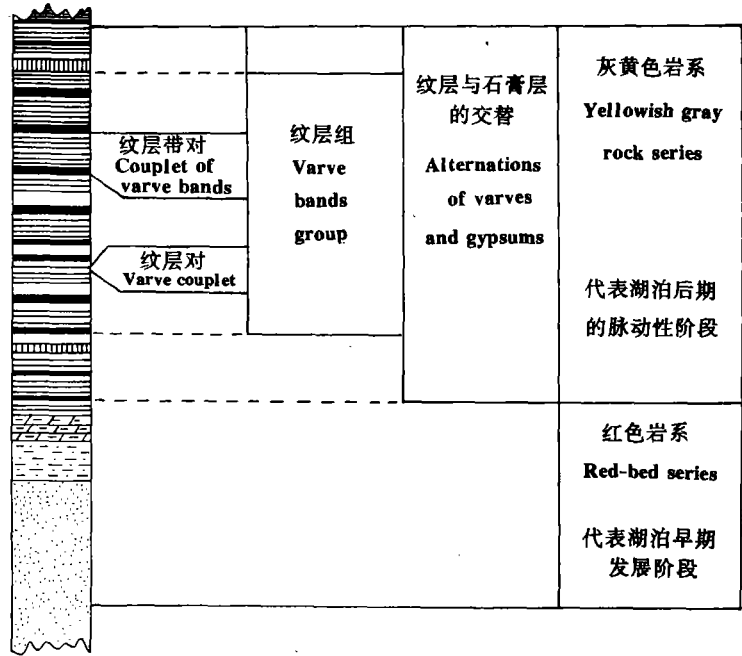 纹层带对
Couplet of
varve bands
纹层对
Varve couplet
纹层组
Varve
bands
group
纹层与石膏层
的交替
Alternations
of varves
and gypsums
灰黄色岩系
Yellowish gray
rock series
代表湖泊后期
的脉动性阶段
红色岩系
Red-bed series
代表湖泊早期
发展阶段